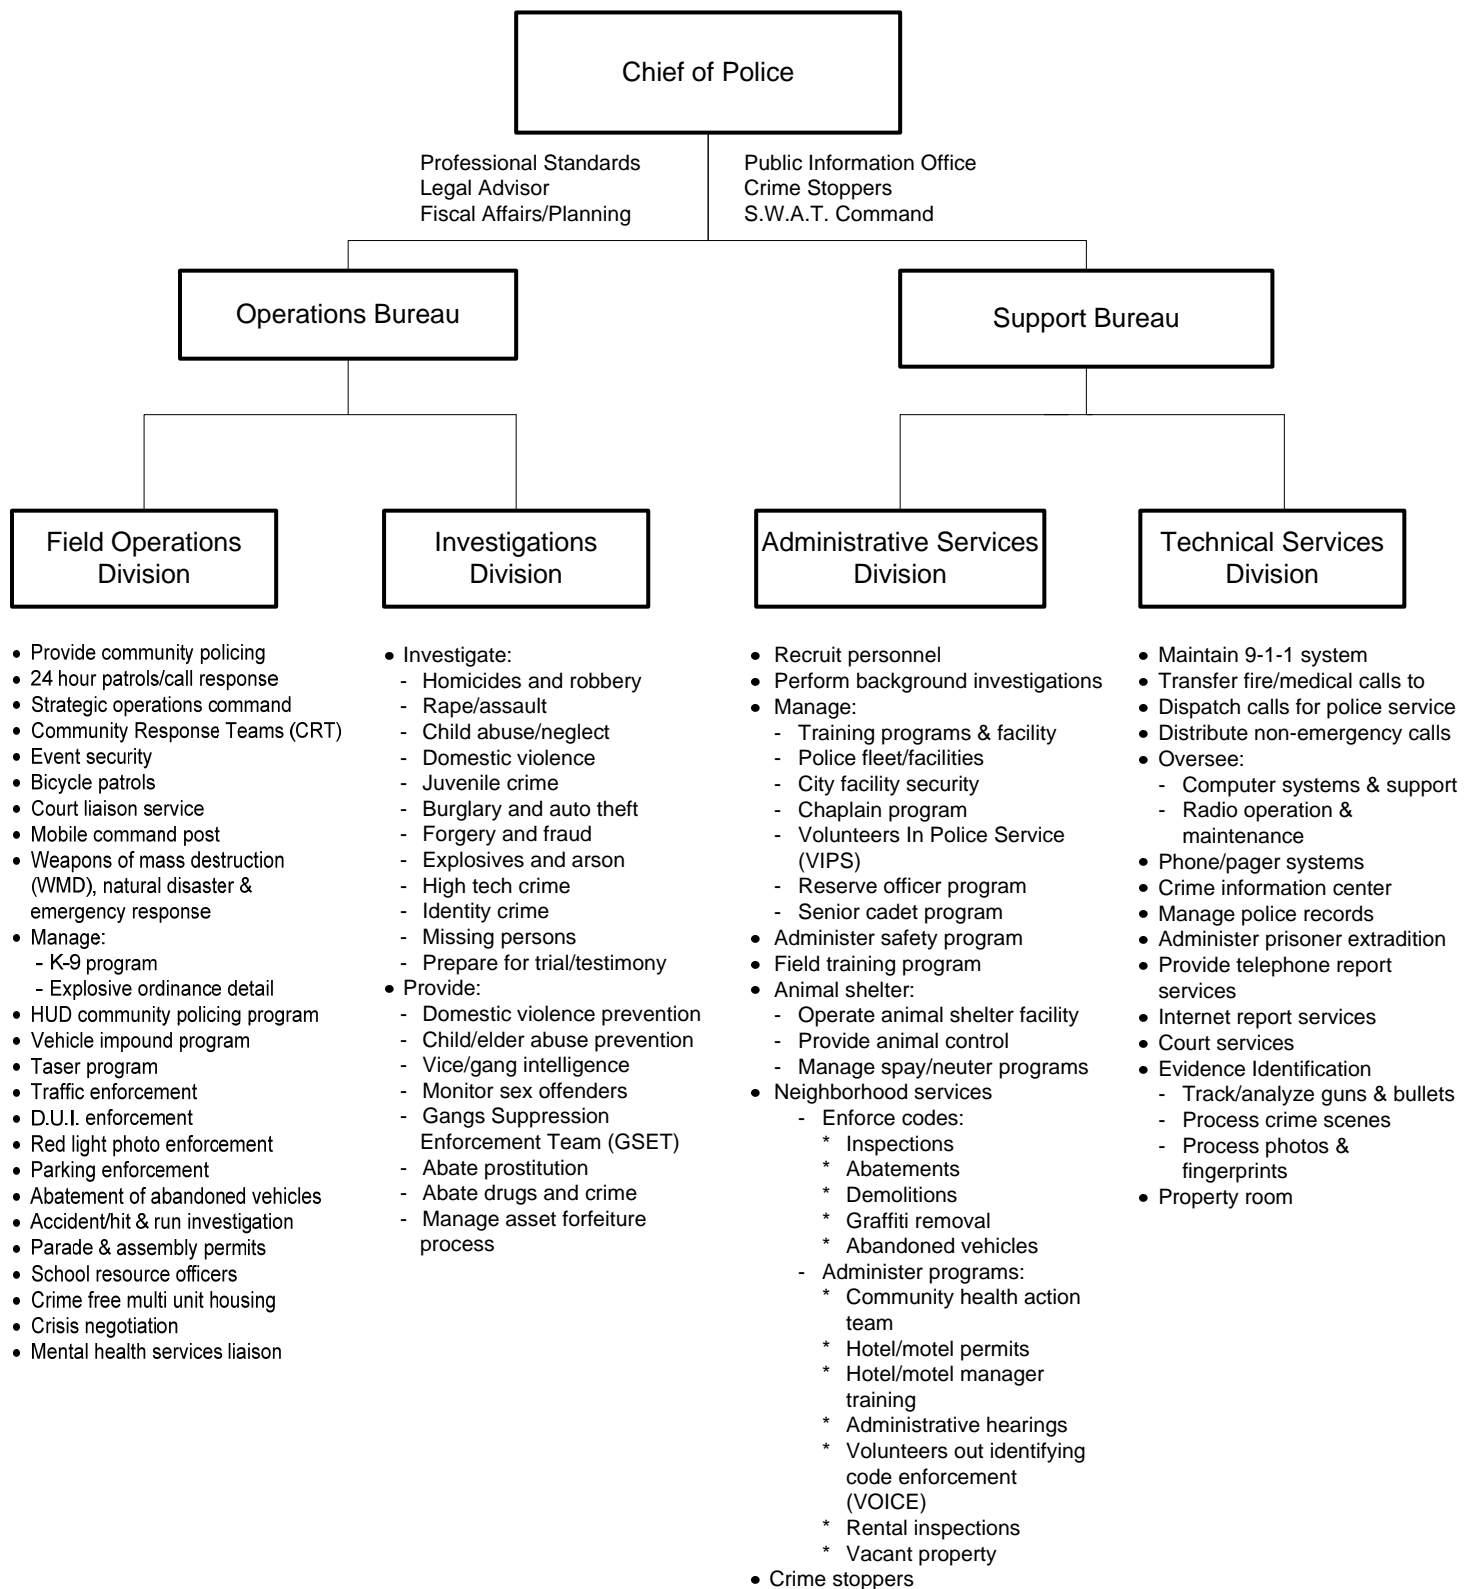 Chief of Police
Professional Standards
Legal Advisor
Fiscal Affairs/Planning
Public Information Office
Crime Stoppers
S.W.A.T. Command
Operations Bureau
Support Bureau
Field Operations
Division
Investigations
Division
Administrative Services
Division
Technical Services
Division
• Provide community policing
• 24 hour patrols/call response
• Strategic operations command
• Community Response Teams (CRT)
• Event security
• Bicycle patrols
• Court liaison service
• Mobile command post
• Weapons of mass destruction
(WMD), natural disaster &
emergency response
• Manage:
- K-9 program
- Explosive ordinance detail
• HUD community policing program
• Vehicle impound program
• Taser program
• Traffic enforcement
• D.U.I. enforcement
• Red light photo enforcement
• Parking enforcement
• Abatement of abandoned vehicles
• Accident/hit & run investigation
• Parade & assembly permits
• School resource officers
• Crime free multi unit housing
• Crisis negotiation
• Mental health services liaison
• Investigate:
- Homicides and robbery
- Rape/assault
- Child abuse/neglect
- Domestic violence
- Juvenile crime
- Burglary and auto theft
- Forgery and fraud
- Explosives and arson
- High tech crime
- Identity crime
- Missing persons
- Prepare for trial/testimony
• Provide:
- Domestic violence prevention
- Child/elder abuse prevention
- Vice/gang intelligence
- Monitor sex offenders
- Gangs Suppression
Enforcement Team (GSET)
- Abate prostitution
- Abate drugs and crime
- Manage asset forfeiture
process
• Recruit personnel
• Perform background investigations
• Manage:
- Training programs & facility
- Police fleet/facilities
- City facility security
- Chaplain program
- Volunteers In Police Service
(VIPS)
- Reserve officer program
- Senior cadet program
• Administer safety program
• Field training program
• Animal shelter:
- Operate animal shelter facility
- Provide animal control
- Manage spay/neuter programs
• Neighborhood services
- Enforce codes:
* Inspections
* Abatements
* Demolitions
* Graffiti removal
* Abandoned vehicles
- Administer programs:
* Community health action
team
* Hotel/motel permits
* Hotel/motel manager
training
* Administrative hearings
* Volunteers out identifying
code enforcement
(VOICE)
* Rental inspections
* Vacant property
• Crime stoppers
• Maintain 9-1-1 system
• Transfer fire/medical calls to
• Dispatch calls for police service
• Distribute non-emergency calls
• Oversee:
- Computer systems & support
- Radio operation &
maintenance
• Phone/pager systems
• Crime information center
• Manage police records
• Administer prisoner extradition
• Provide telephone report
services
• Internet report services
• Court services
• Evidence Identification
- Track/analyze guns & bullets
- Process crime scenes
- Process photos &
fingerprints
• Property room